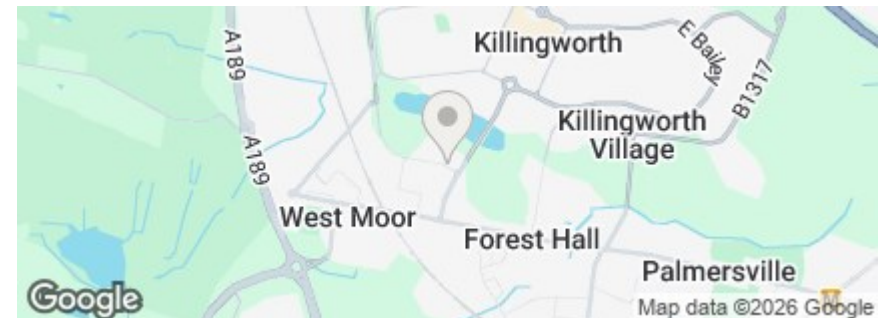 A189
Killingworth
E Bailey
B1317
Killingworth
Village
A189
West Moor
Forest Hall
Palmersville
M
Google
Map data ©2026 Google